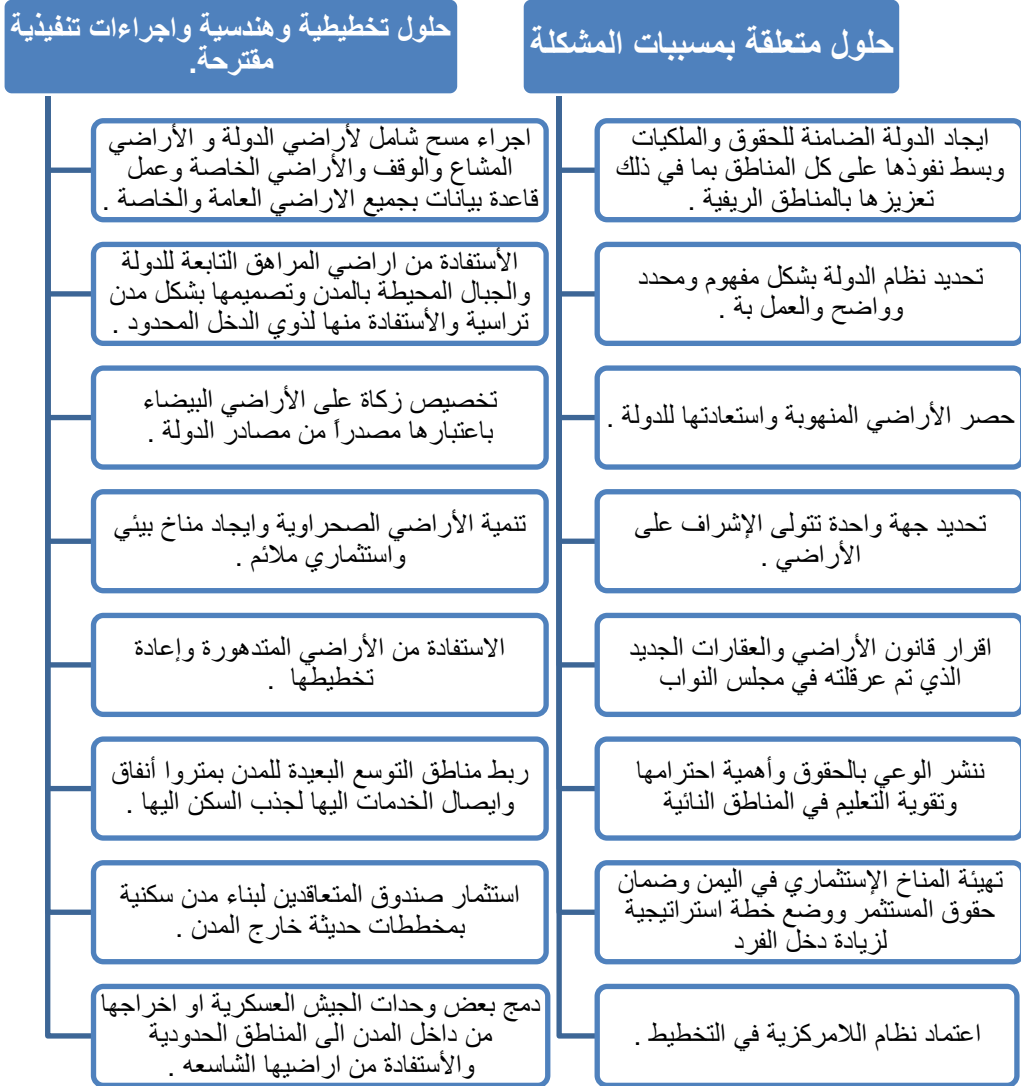 حلول متعلقة بمسببات المشكلة
ايجاد الدولة الضامنة للحقوق والملكيات
وبسط نفوذها على كل المناطق بما في ذلك
تعزيزها بالمناطق الريفية .
تحديد نظام الدولة بشكل مفهوم ومحدد
وواضح والعمل بة .
حصر الأراضي المنهوبة واستعادتها للدولة .
تحديد جهة واحدة تتولى الإشراف على
الأراضي .
اقرار قانون الأراضي والعقارات الجديد
الذي تم عرقلته في مجلس النواب
ننشر الوعي بالحقوق وأهمية احترامها
وتقوية التعليم في المناطق النائية
تهيئة المناخ الإستثماري في اليمن وضمان
حقوق المستثمر ووضع خطة استراتيجية
لزيادة دخل الفرد
اعتماد نظام اللامركزية في التخطيط .
حلول تخطيطية وهندسية واجراءات تنفيذية
مقترحة.
اجراء مسح شامل لأراضي الدولة و الأراضي
المشاع والوقف والأراضي الخاصة وعمل
قاعدة بيانات بجميع الاراضي العامة والخاصة .
الأستفادة من اراضي المراهق التابعة للدولة
والجبال المحيطة بالمدن وتصميمها بشكل مدن
تراسية والأستفادة منها لذوي الدخل المحدود .
تخصيص زكاة على الأراضي البيضاء
باعتبارها مصدراً من مصادر الدولة .
تنمية الأراضي الصحراوية وايجاد مناخ بيئي
واستثماري ملائم .
الاستفادة من الأراضي المتدهورة وإعادة
تخطيطها .
ربط مناطق التوسع البعيدة للمدن بمتروا أنفاق
وايصال الخدمات اليها لجذب السكن اليها .
استثمار صندوق المتعاقدين لبناء مدن سكنية
بمخططات حديثة خارج المدن .
دمج بعض وحدات الجيش العسكرية او اخراجها
من داخل المدن الى المناطق الحدودية
والأستفادة من اراضيها الشاسعه .